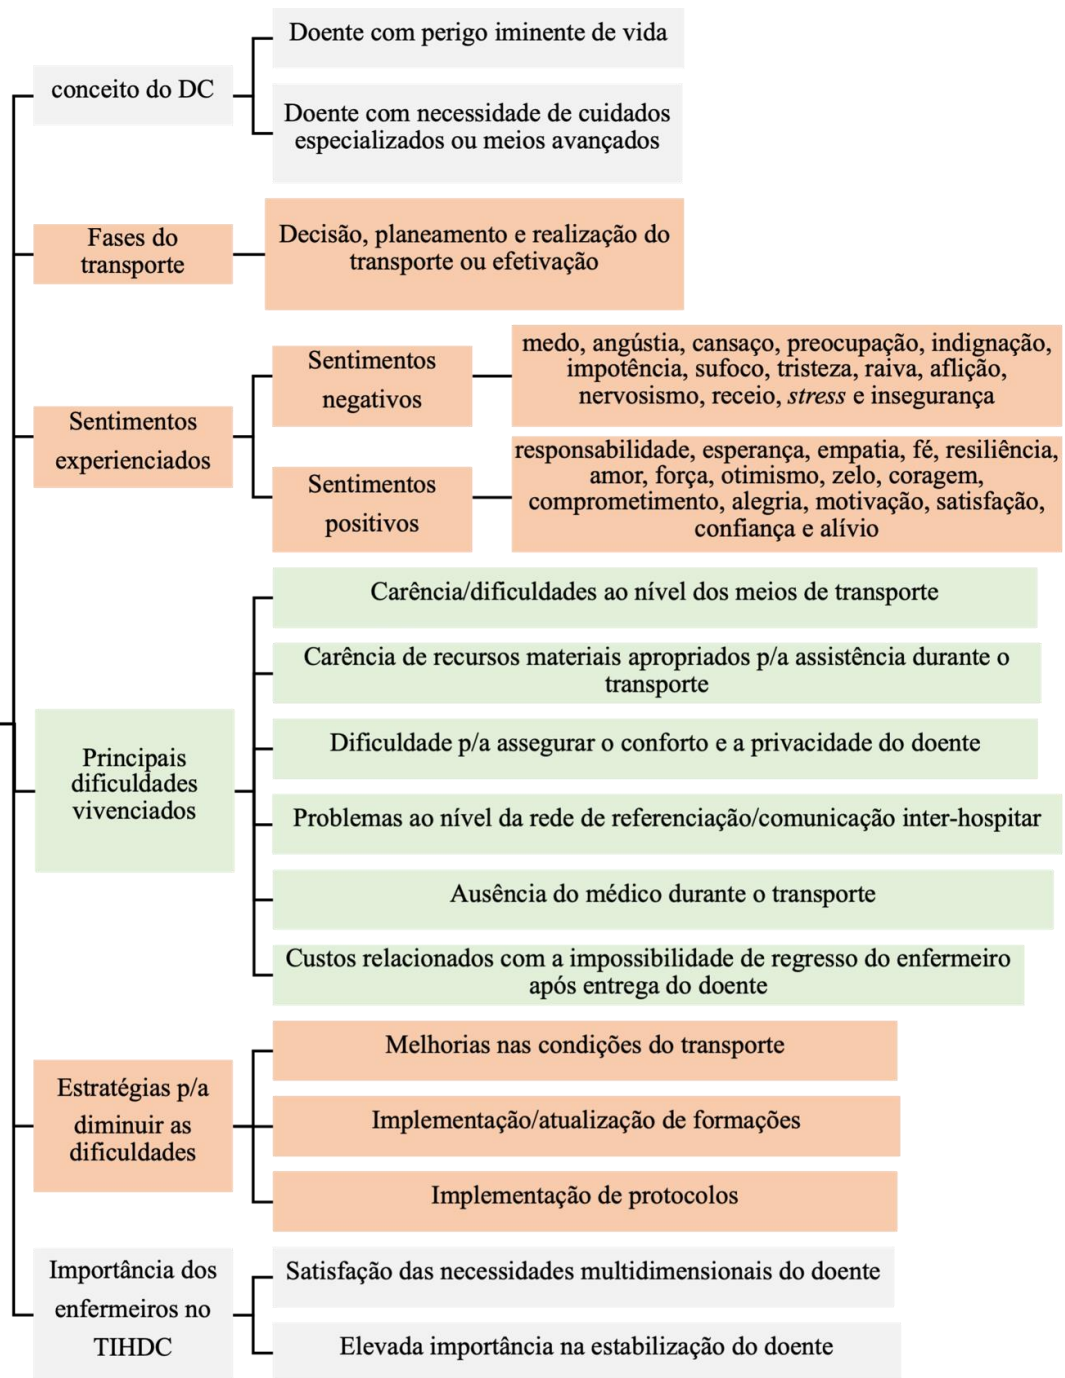 conceito do DC
Doente com perigo iminente de vida
Doente com necessidade de cuidados
especializados ou meios avançados
Fases do
transporte
Decisão, planeamento e realização do
transporte ou efetivação
Sentimentos
experienciados
Sentimentos
negativos
medo, angústia, cansaço, preocupação, indignação,
impotência, sufoco, tristeza, raiva, aflição,
nervosismo, receio, stress e insegurança
Sentimentos
positivos
responsabilidade, esperança, empatia, fé, resiliência,
amor, força, otimismo, zelo, coragem,
comprometimento, alegria, motivação, satisfação,
confiança e alívio
Principais
dificuldades
vivenciados
Carência/dificuldades ao nível dos meios de transporte
Carência de recursos materiais apropriados p/a assistência durante o
transporte
Dificuldade p/a assegurar o conforto e a privacidade do doente
Problemas ao nível da rede de referenciação/comunicação inter-hospitar
Ausência do médico durante o transporte
Custos relacionados com a impossibilidade de regresso do enfermeiro
após entrega do doente
Estratégias p/a
diminuir as
dificuldades
Melhorias nas condições do transporte
Implementação/atualização de formações
Implementação de protocolos
Importância dos
enfermeiros no
TIHDC
Satisfação das necessidades multidimensionais do doente
Elevada importância na estabilização do doente